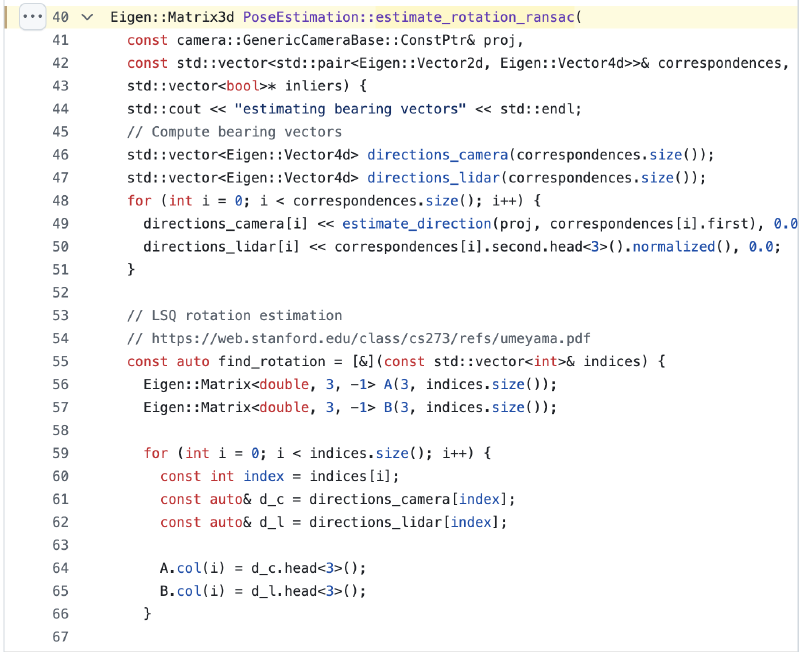 40 Eigen::Matrix3d PoseEstimation::estimate_rotation_ransac(
41 const camera::GenericCameraBase::ConstPtr& proj,
42 const std::vector<std::pair<Eigen::Vector2d, Eigen::Vector4d>>& correspondences,
43 std::vector<bool>* inliers) {
44 std::cout << "estimating bearing vectors" << std::endl;
45 // Compute bearing vectors
46 std::vector<Eigen::Vector4d> directions_camera(correspondences.size());
47 std::vector<Eigen::Vector4d> directions_lidar(correspondences.size());
48 for (int i = 0; i < correspondences.size(); i++) {
49 directions_camera[i] << estimate_direction(proj, correspondences[i].first), 0.0
50 directions_lidar[i] << correspondences[i].second.head<3>().normalized(), 0.0;
51 }
52
53 // LSQ rotation estimation
54 // https://web.stanford.edu/class/cs273/refs/umeyama.pdf
55 const auto find_rotation = [&](const std::vector<int>& indices) {
56 Eigen::Matrix<double, 3, -1> A(3, indices.size());
57 Eigen::Matrix<double, 3, -1> B(3, indices.size());
58
59 for (int i = 0; i < indices.size(); i++) {
60 const int index = indices[i];
61 const auto& d_c = directions_camera[index];
62 const auto& d_l = directions_lidar[index];
63
64 A.col(i) = d_c.head<3>();
65 B.col(i) = d_l.head<3>();
66 }
67